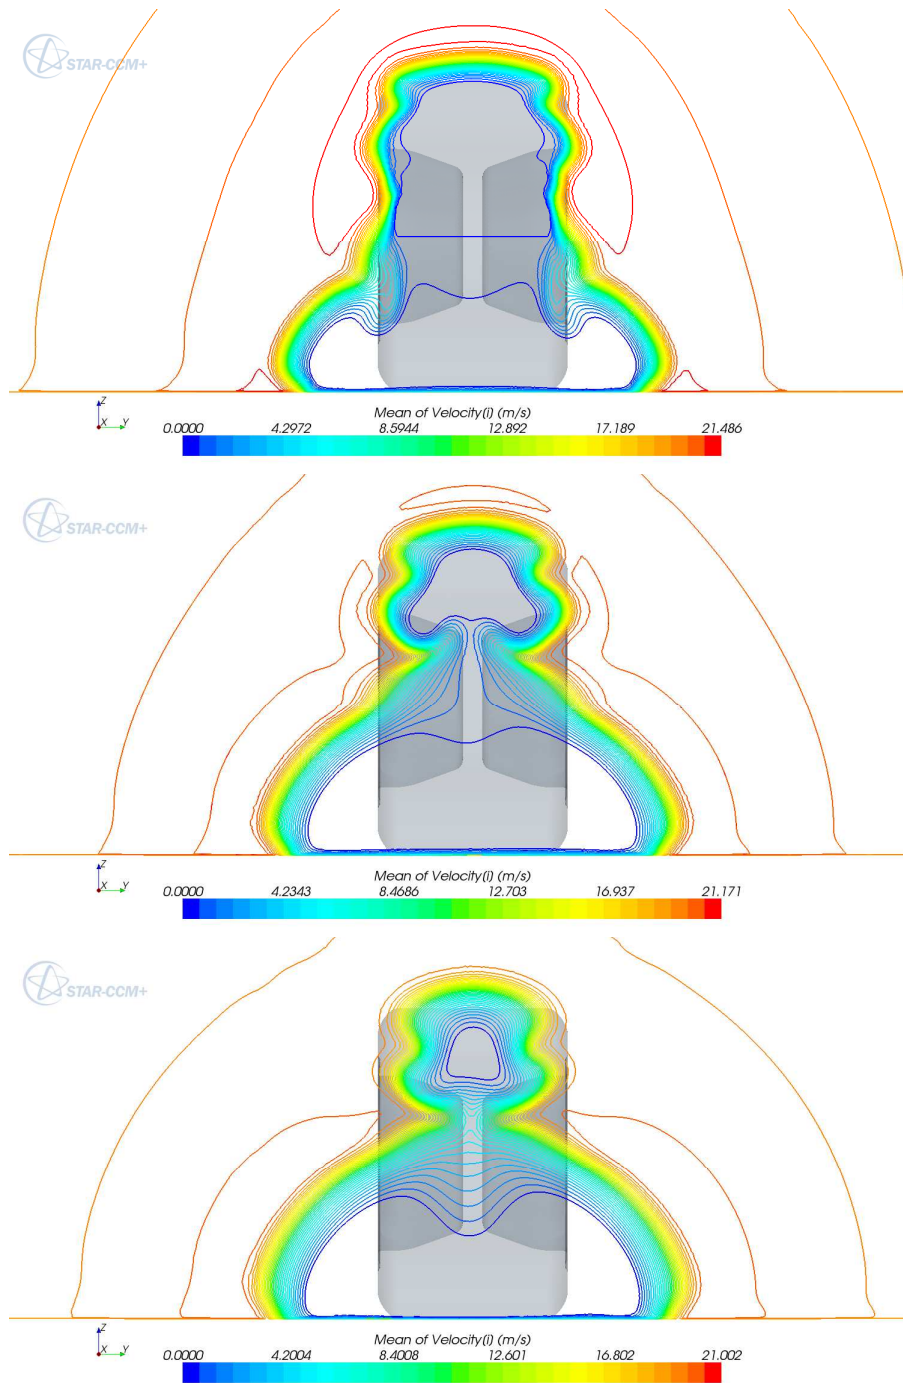 STAR-CCM+
Z
X Y
Mean of Velocity(i) (m/s)
0.0000 4.2972 8.5944 12.892 17.189 21.486
STAR-CCM+
Z
X Y
Mean of Velocity(i) (m/s)
0.0000 4.2343 8.4686 12.703 16.937 21.171
STAR-CCM+
Z
X Y
Mean of Velocity(i) (m/s)
0.0000 4.2004 8.4008 12.601 16.802 21.002